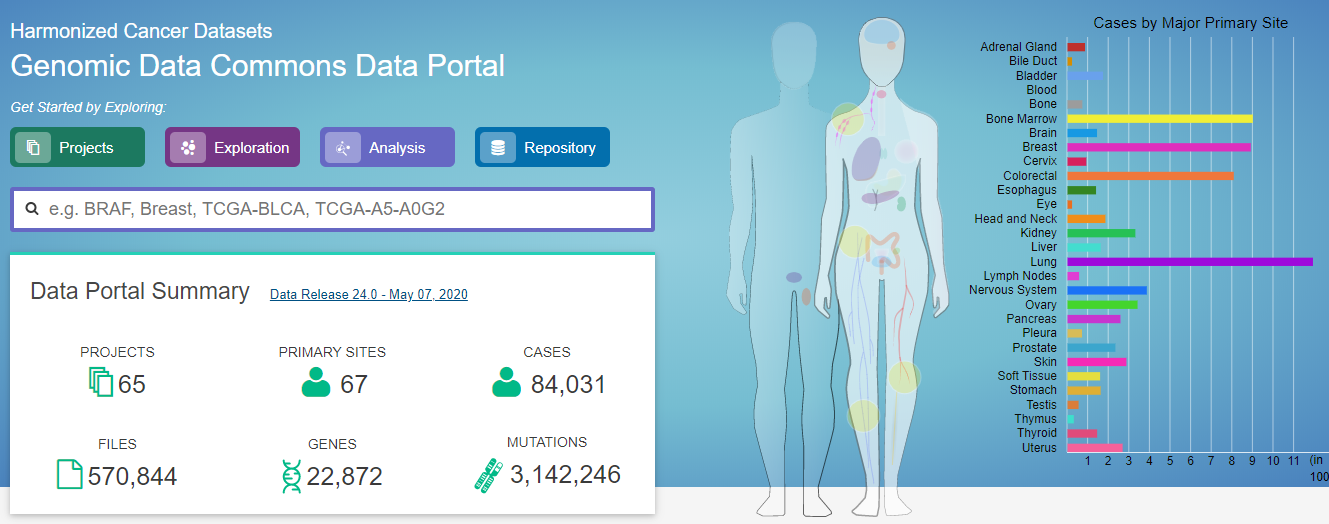 Harmonized Cancer Datasets
Genomic Data Commons Data Portal
Get Started by Exploring:
Projects Exploration Analysis Repository
e.g. BRAF, Breast, TCGA-BLCA, TCGA-A5-A0G2
Data Portal Summary Data Release 24.0 - May 07, 2020
PROJECTS PRIMARY SITES CASES
65 67 84,031
FILES GENES MUTATIONS
570,844 22,872 3,142,246
Cases by Major Primary Site
Adrenal Gland
Bile Duct
Bladder
Blood
Bone
Bone Marrow
Brain
Breast
Cervix
Colorectal
Esophagus
Eye
Head and Neck
Kidney
Liver
Lung
Lymph Nodes
Nervous System
Ovary
Pancreas
Pleura
Prostate
Skin
Soft Tissue
Stomach
Testis
Thymus
Thyroid
Uterus
1 2 3 4 5 6 7 8 9 10 11 (in
100